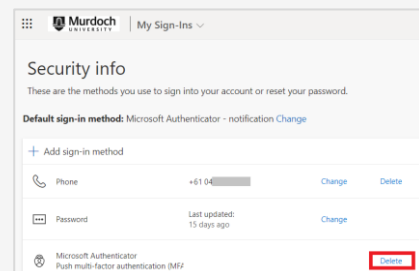 Murdoch
UNIVERSITY
My Sign-Ins
Security info
These are the methods you use to sign into your account or reset your password.
Default sign-in method: Microsoft Authenticator - notification Change
+ Add sign-in method
Phone +61 04 Change Delete
Password Last updated: 15 days ago Change
Microsoft Authenticator
Push multi-factor authentication (MFA Delete